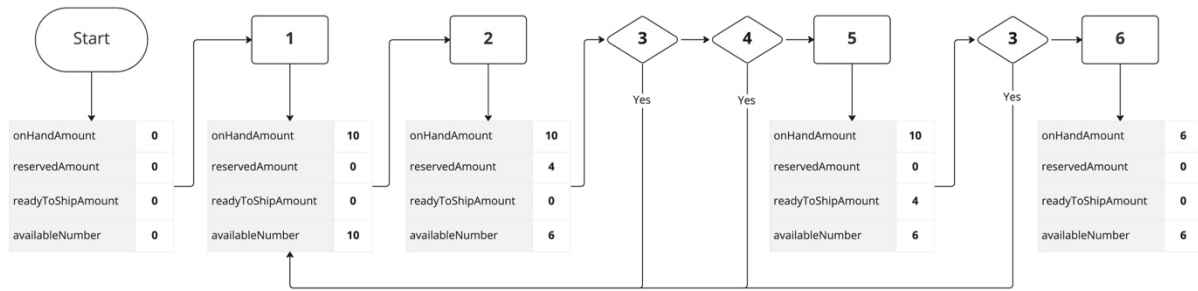 Start
1
2
3
4
5
3
6
Yes
Yes
Yes
onHandAmount 0
reservedAmount 0
readyToShipAmount 0
availableNumber 0
onHandAmount 10
reservedAmount 0
readyToShipAmount 0
availableNumber 10
onHandAmount 10
reservedAmount 4
readyToShipAmount 0
availableNumber 6
onHandAmount 10
reservedAmount 0
readyToShipAmount 4
availableNumber 6
onHandAmount 6
reservedAmount 0
readyToShipAmount 0
availableNumber 6